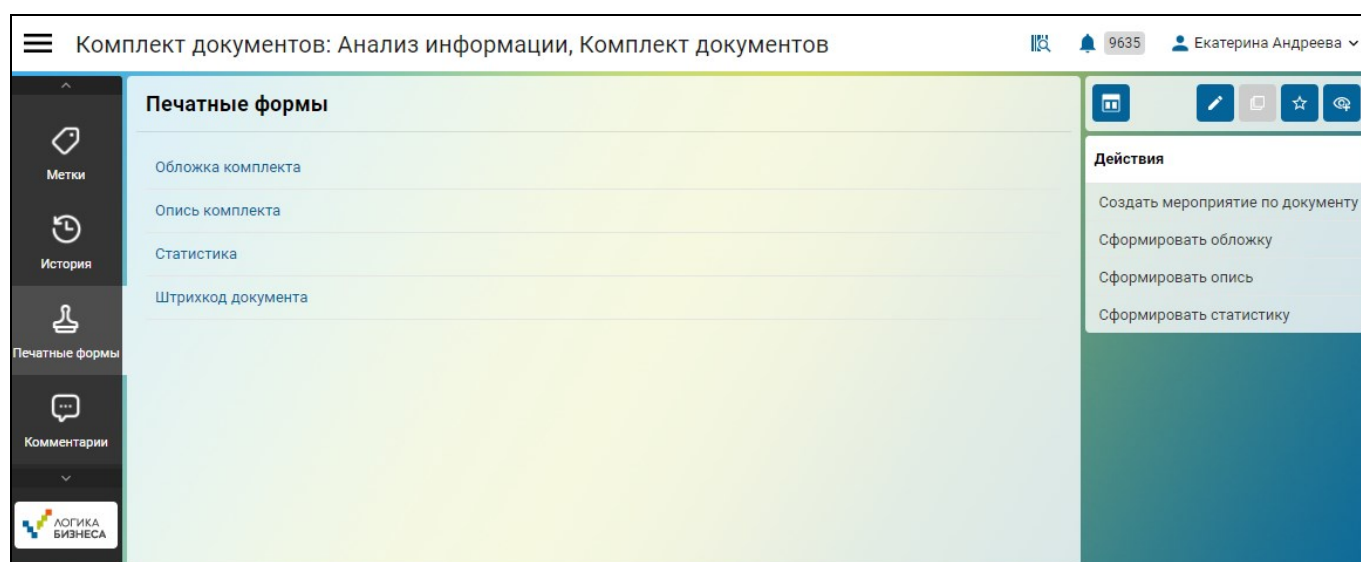 Комплект документов: Анализ информации, Комплект документов
9635
Екатерина Андреева
Метки
История
Печатные формы
Комментарии
ЛОГИКА
БИЗНЕСА
Печатные формы
Обложка комплекта
Опись комплекта
Статистика
Штрихкод документа
Действия
Создать мероприятие по документу
Сформировать обложку
Сформировать опись
Сформировать статистику